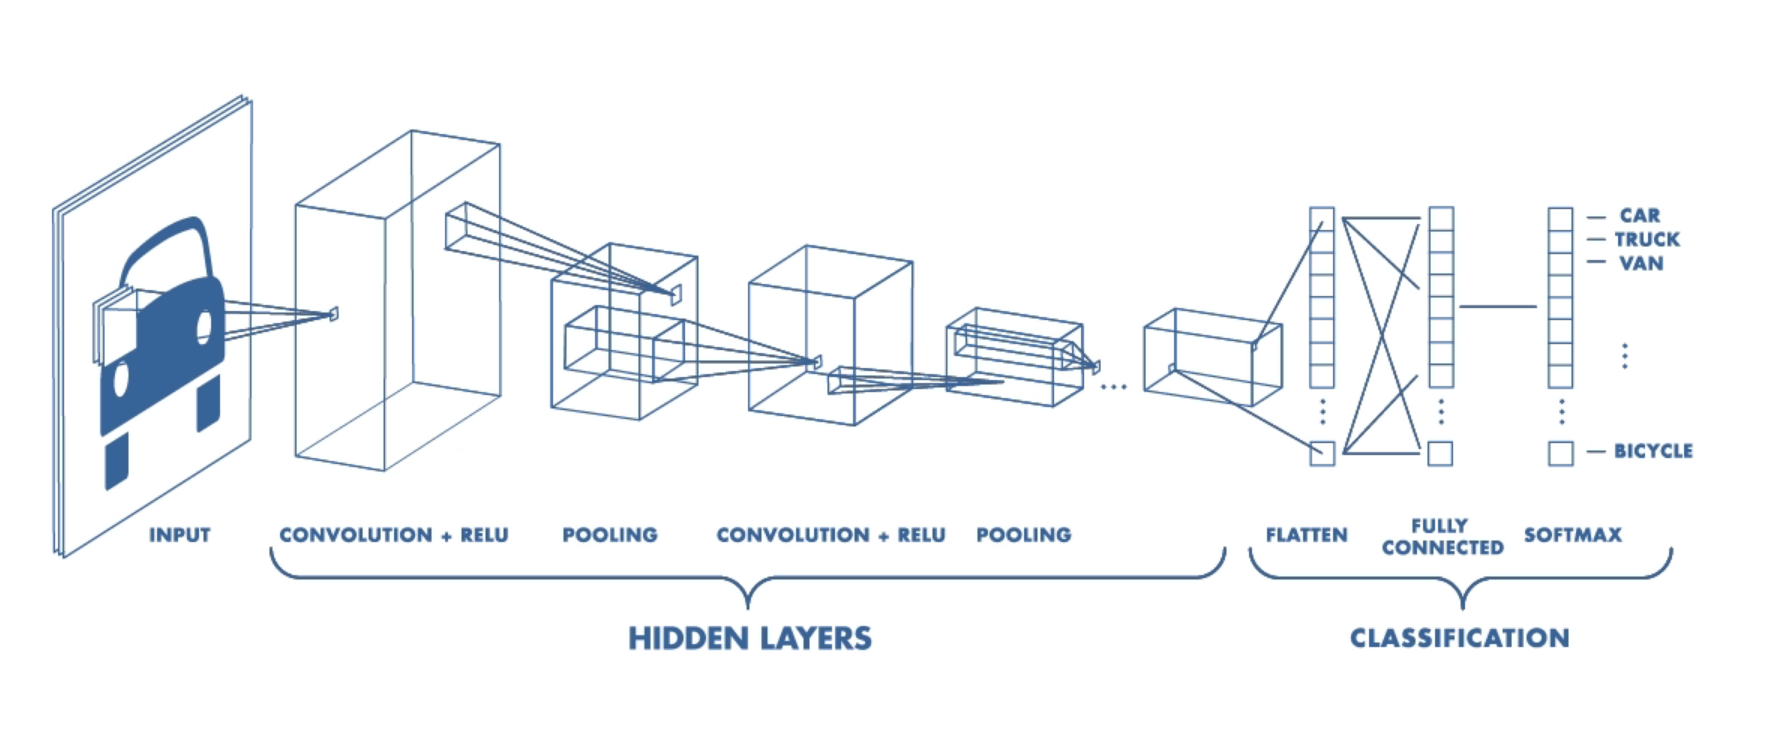 CAR
TRUCK
VAN
BICYCLE
INPUT
CONVOLUTION + RELU
POOLING
CONVOLUTION + RELU
POOLING
FLATTEN
FULLY
CONNECTED
SOFTMAX
HIDDEN LAYERS
CLASSIFICATION